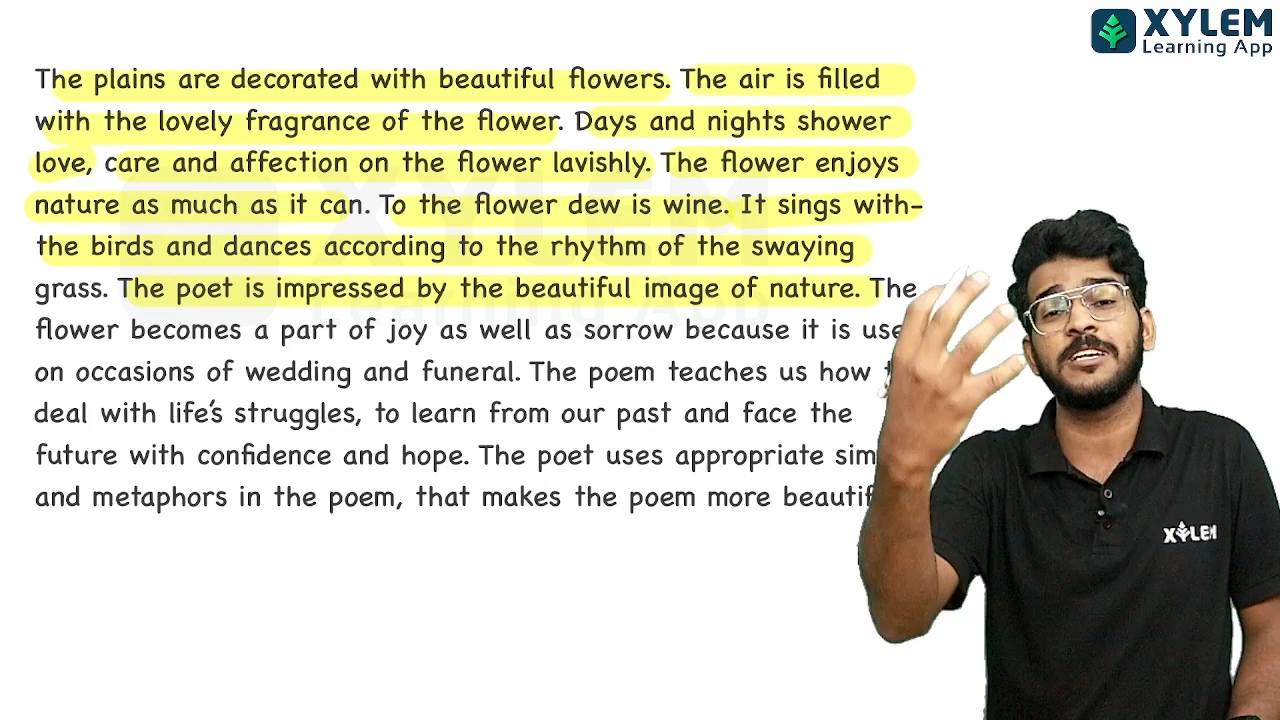 XYLEM
Learning App
The plains are decorated with beautiful flowers. The air is filled
with the lovely fragrance of the flower. Days and nights shower
love, care and affection on the flower lavishly. The flower enjoys
nature as much as it can. To the flower dew is wine. It sings with-
the birds and dances according to the rhythm of the swaying
grass. The poet is impressed by the beautiful image of nature. The
flower becomes a part of joy as well as sorrow because it is
on occasions of wedding and funeral. The poem teaches us how
deal with life's struggles, to learn from our past and face the
future with confidence and hope. The poet uses appropriate
and metaphors in the poem, that makes the poem more
XYLEM